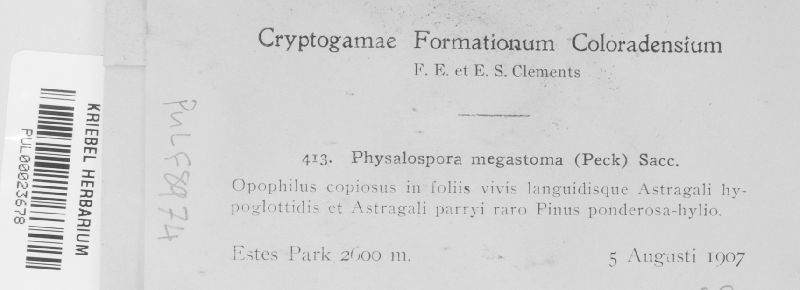 Cryptogamae Formationum Coloradensium
F. E. et E. S. Clements
413. Physalospora megastoma (Peck) Sacc.
Opophilus copiosus in foliis vivis languidisque Astragali hy-
poglottidis et Astragali parryi raro Pinus ponderosa-hylio.
Estes Park 2600 m. 5 Augusti 1907
PULF8974
KRIEBEL HERBARIUM
PUL00023678